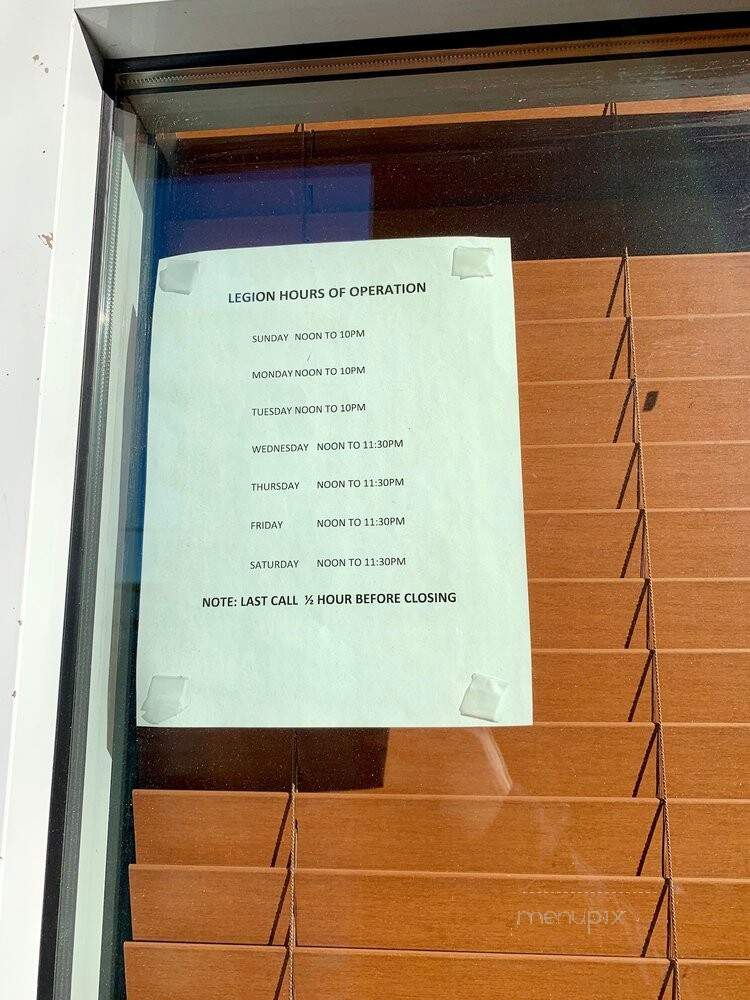 LEGION HOURS OF OPERATION
SUNDAY NOON TO 10PM
MONDAY NOON TO 10PM
TUESDAY NOON TO 10PM
WEDNESDAY NOON TO 11:30PM
THURSDAY NOON TO 11:30PM
FRIDAY NOON TO 11:30PM
SATURDAY NOON TO 11:30PM
NOTE: LAST CALL ½ HOUR BEFORE CLOSING
menupix